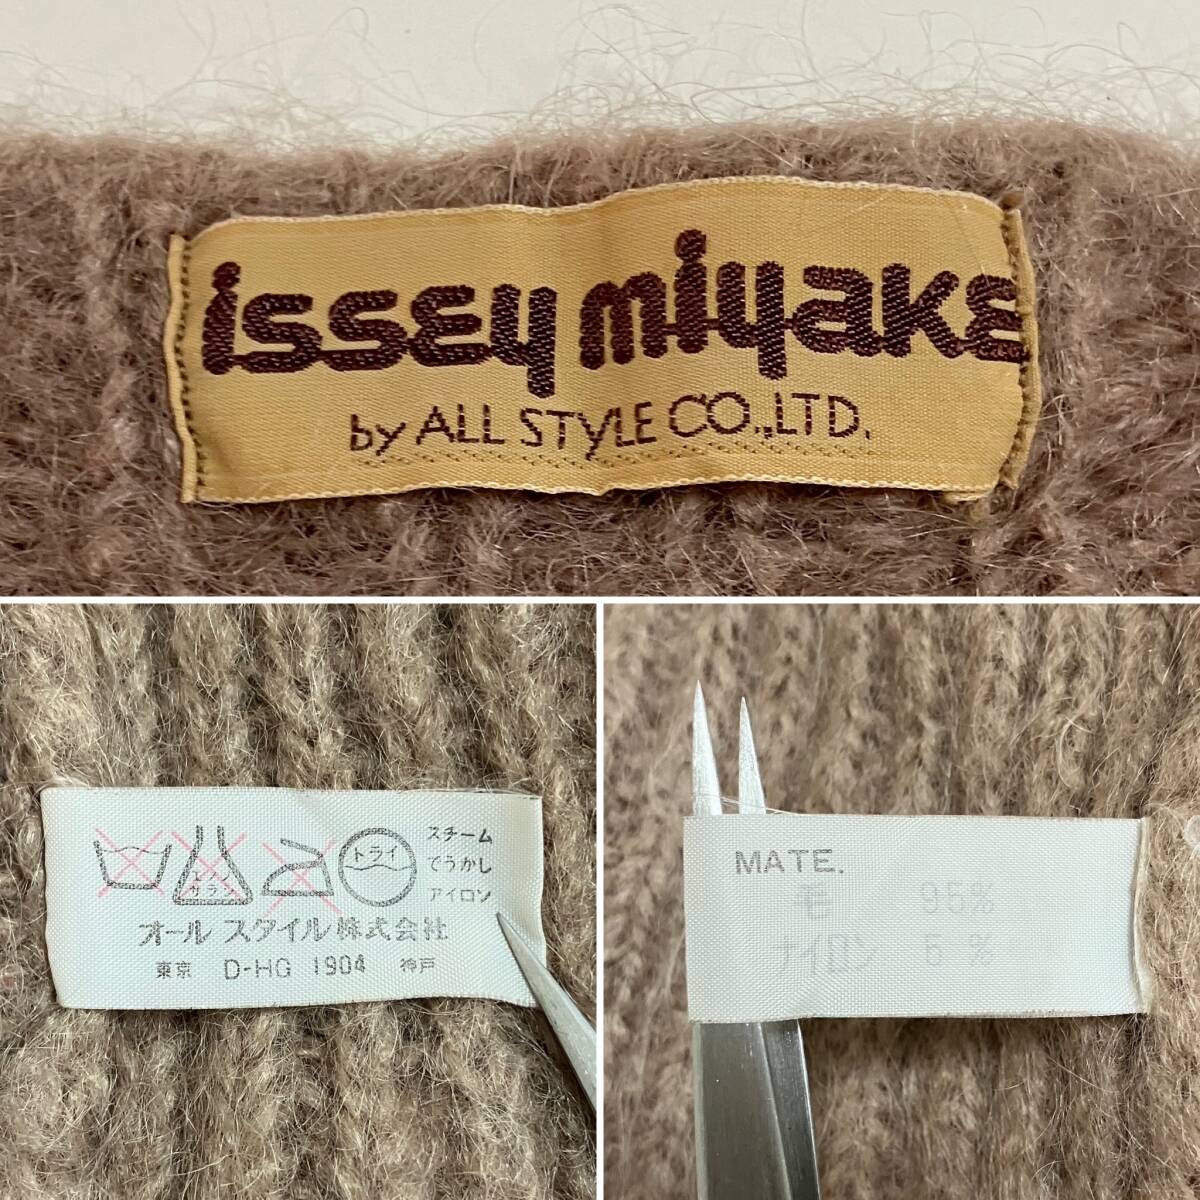 issey miyake
by ALL STYLE CO.,LTD.
ドライ
スチーム
でうかし
アイロン
オール スタイル株式会社
東京 D-HG 1904 神戸
MATE.
モ 95%
ナイロ 5 %